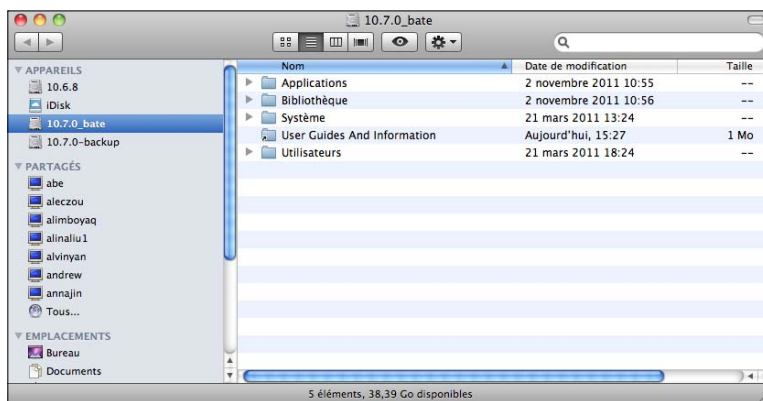 10.7.0_bate
Nom Date de modification Taille
APPAREILS
10.6.8
iDisk
10.7.0_bate
10.7.0-backup
PARTAGÉS
abe
aleczou
alimboyaq
alinaliu1
alvinyan
andrew
annajin
Tous...
EMPLACEMENTS
Bureau
Documents
Applications 2 novembre 2011 10:55 --
Bibliothèque 2 novembre 2011 10:56 --
Système 21 mars 2011 13:24 --
User Guides And Information Aujourd'hui, 15:27 1 Mo
Utilisateurs 21 mars 2011 18:24 --
5 éléments, 38,39 Go disponibles